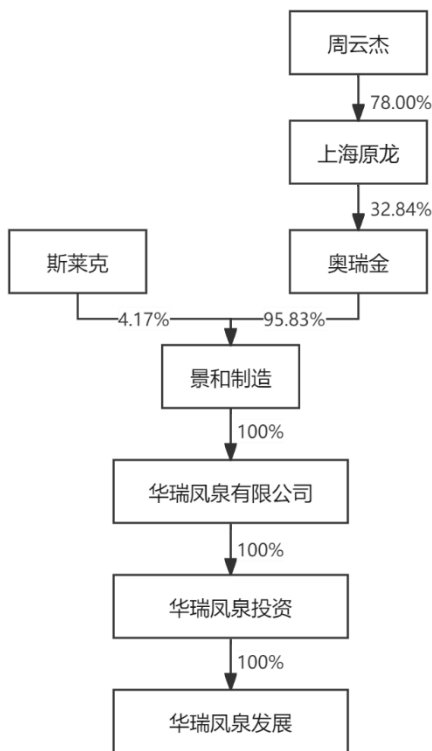 周云杰
78.00%
上海原龙
32.84%
斯莱克
奥瑞金
4.17%
95.83%
景和制造
100%
华瑞凤泉有限公司
100%
华瑞凤泉投资
100%
华瑞凤泉发展